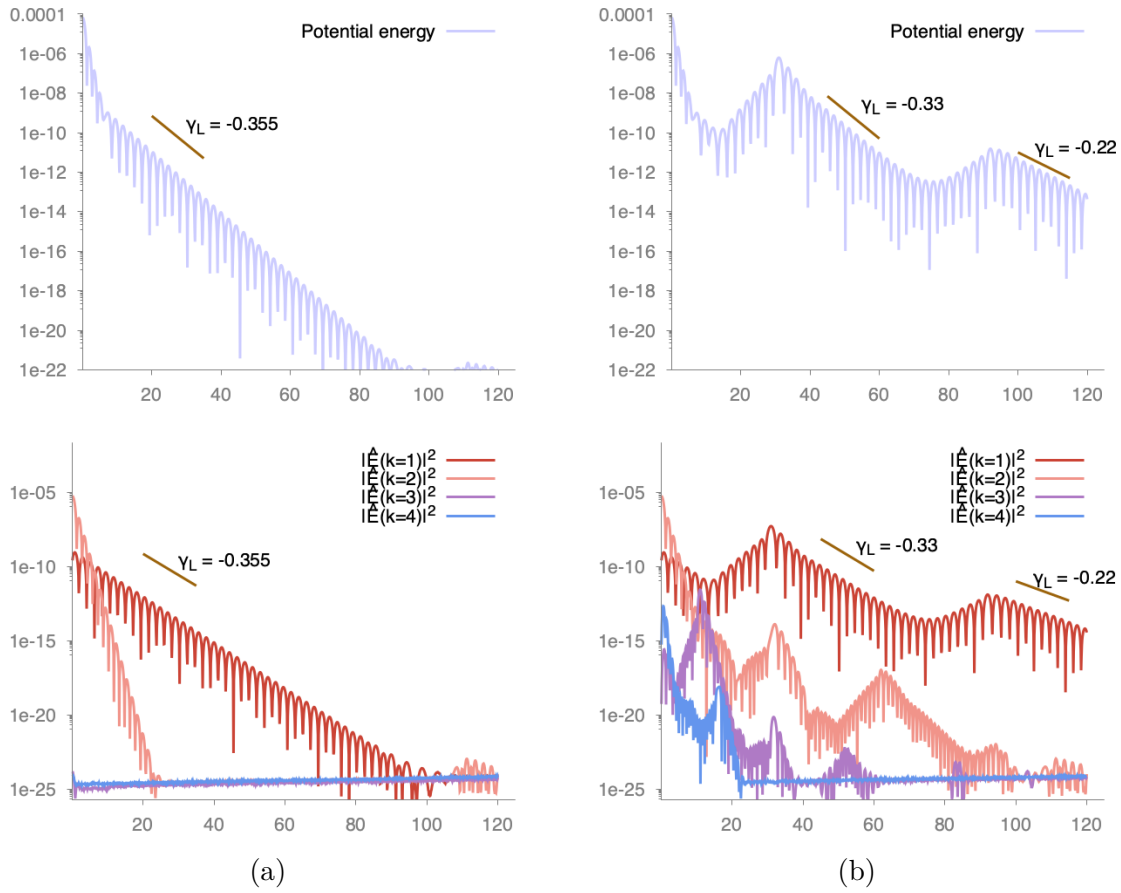 0.0001
1e-06
1e-08
1e-10
1e-12
1e-14
1e-16
1e-18
1e-20
1e-22
20 40 60 80 100 120
Potential energy
γL = -0.355
0.0001
1e-06
1e-08
1e-10
1e-12
1e-14
1e-16
1e-18
1e-20
1e-22
20 40 60 80 100 120
Potential energy
γL = -0.33
γL = -0.22
1e-05
1e-10
1e-15
1e-20
1e-25
20 40 60 80 100 120
|Ê(k=1)|²
|Ê(k=2)|²
|Ê(k=3)|²
|Ê(k=4)|²
γL = -0.355
(a)
1e-05
1e-10
1e-15
1e-20
1e-25
20 40 60 80 100 120
|Ê(k=1)|²
|Ê(k=2)|²
|Ê(k=3)|²
|Ê(k=4)|²
γL = -0.33
γL = -0.22
(b)